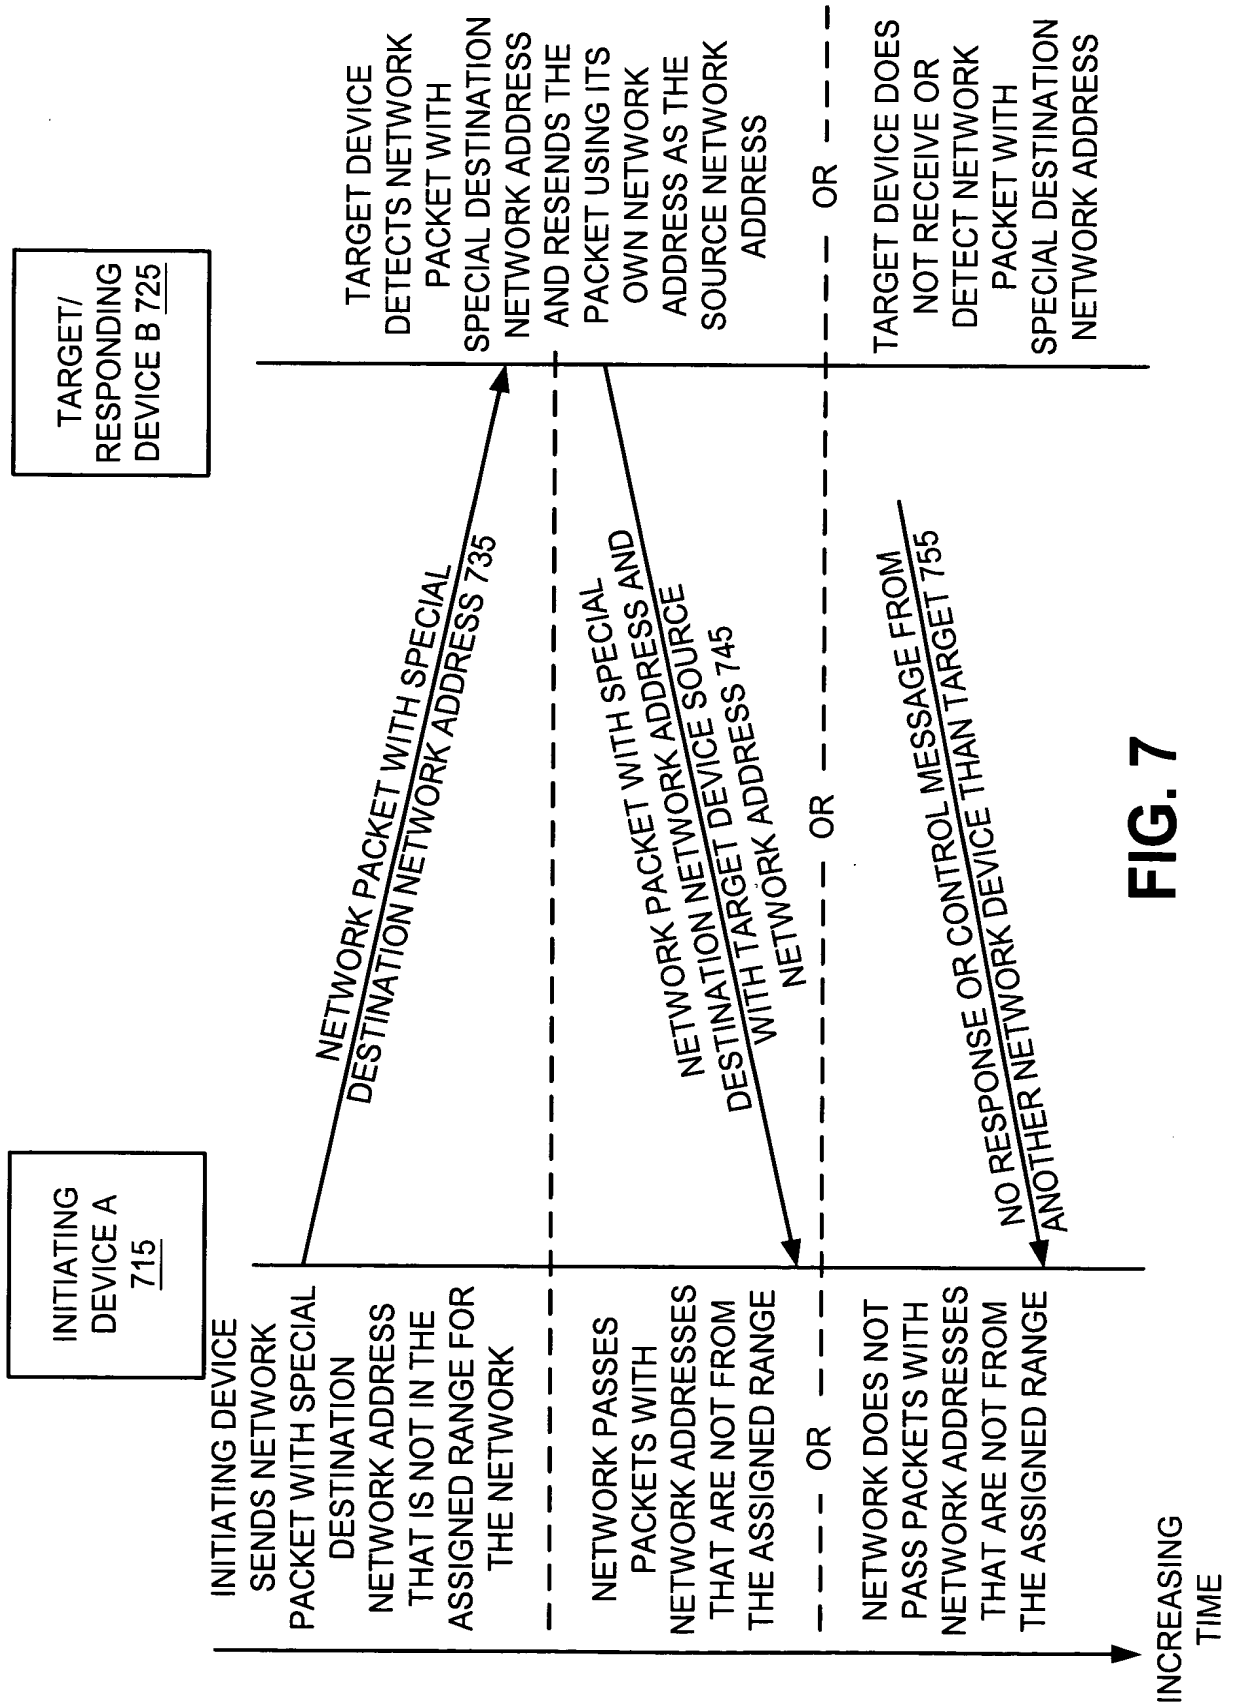 INITIATING
DEVICE A
715
TARGET/
RESPONDING
DEVICE B 725
INITIATING DEVICE
SENDS NETWORK
PACKET WITH SPECIAL
DESTINATION
NETWORK ADDRESS
THAT IS NOT IN THE
ASSIGNED RANGE FOR
THE NETWORK
NETWORK PACKET WITH SPECIAL
DESTINATION NETWORK ADDRESS 735
TARGET DEVICE
DETECTS NETWORK
PACKET WITH
SPECIAL DESTINATION
NETWORK ADDRESS
AND RESENDS THE
PACKET USING ITS
OWN NETWORK
ADDRESS AS THE
SOURCE NETWORK
ADDRESS
NETWORK PASSES
PACKETS WITH
NETWORK ADDRESSES
THAT ARE NOT FROM
THE ASSIGNED RANGE
NETWORK PACKET WITH SPECIAL
DESTINATION NETWORK ADDRESS AND
WITH TARGET DEVICE SOURCE
NETWORK ADDRESS 745
OR
OR
OR
NETWORK DOES NOT
PASS PACKETS WITH
NETWORK ADDRESSES
THAT ARE NOT FROM
THE ASSIGNED RANGE
NO RESPONSE OR CONTROL MESSAGE FROM
ANOTHER NETWORK DEVICE THAN TARGET 755
TARGET DEVICE DOES
NOT RECEIVE OR
DETECT NETWORK
PACKET WITH
SPECIAL DESTINATION
NETWORK ADDRESS
INCREASING
TIME
FIG. 7